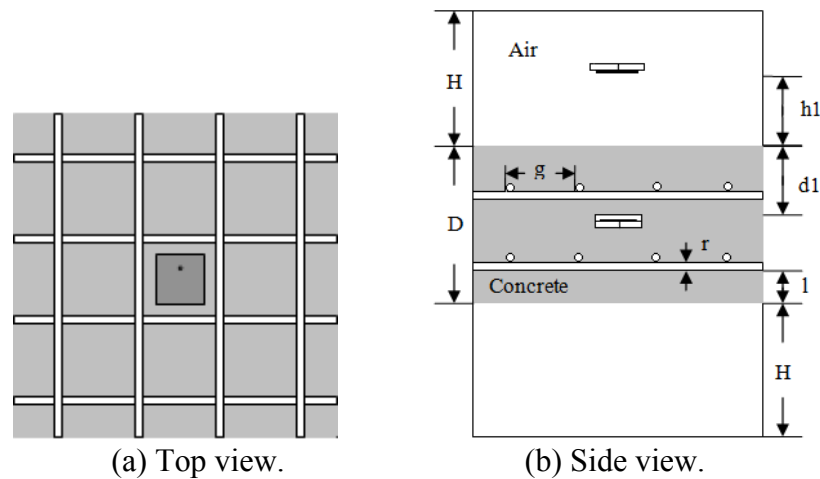 Air
H
h1
g
d1
D
r
Concrete
l
H
(a) Top view.
(b) Side view.